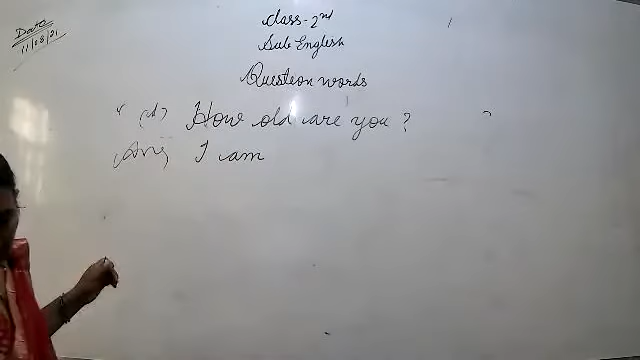 Date
11/08/21
Class - 2nd
Sub English
Question words
(d) How old are you?
Ans I am